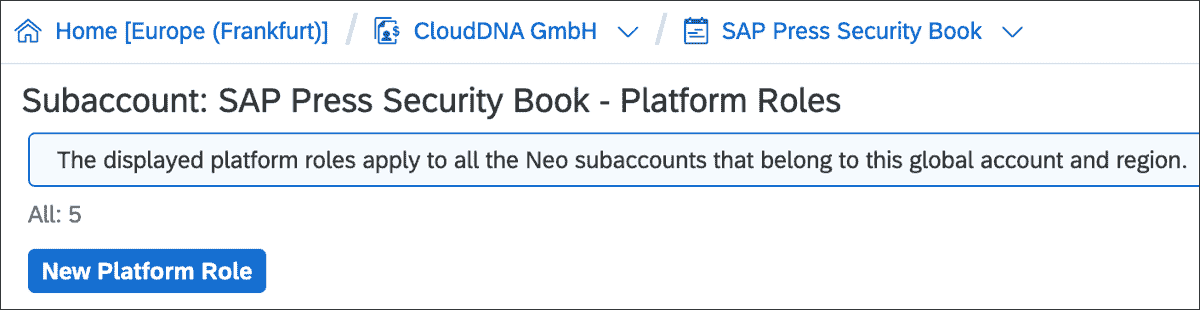 Home [Europe (Frankfurt)] / CloudDNA GmbH / SAP Press Security Book
Subaccount: SAP Press Security Book - Platform Roles
The displayed platform roles apply to all the Neo subaccounts that belong to this global account and region.
All: 5
New Platform Role